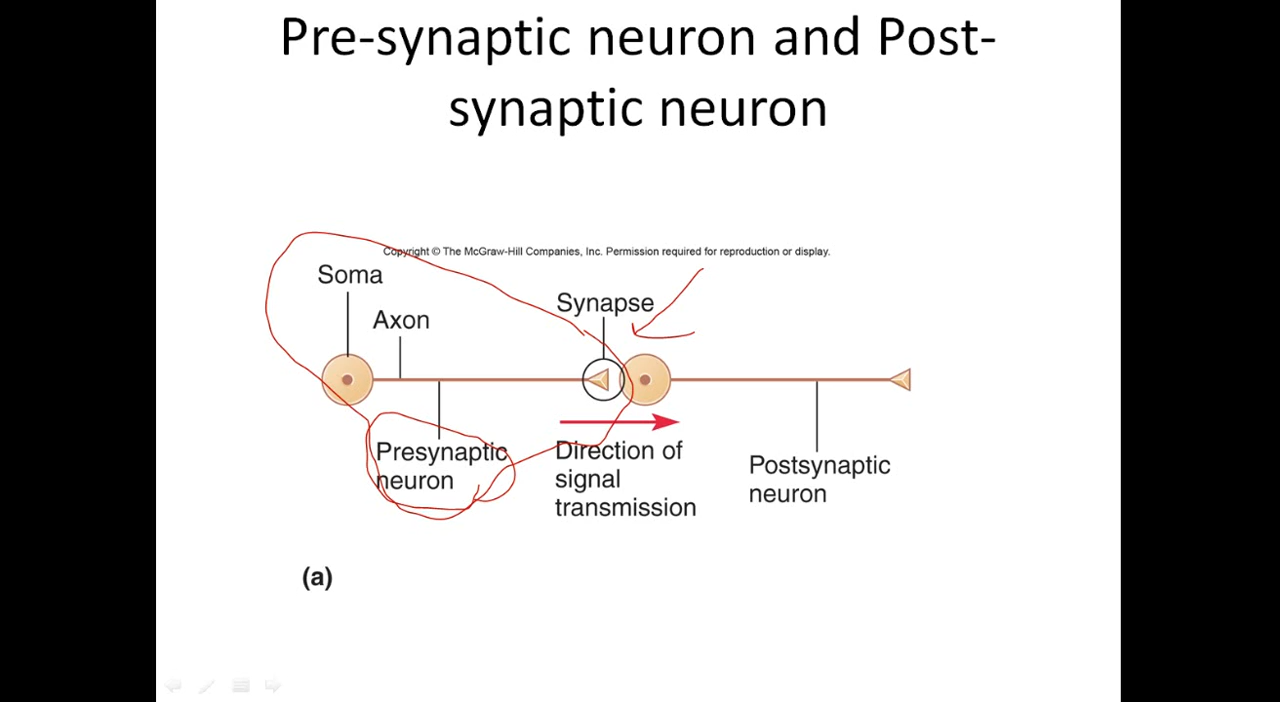 Pre-synaptic neuron and Post-
synaptic neuron
Copyright © The McGraw-Hill Companies, Inc. Permission required for reproduction or display.
Soma
Axon
Synapse
Presynaptic
neuron
Direction of
signal
transmission
Postsynaptic
neuron
(a)